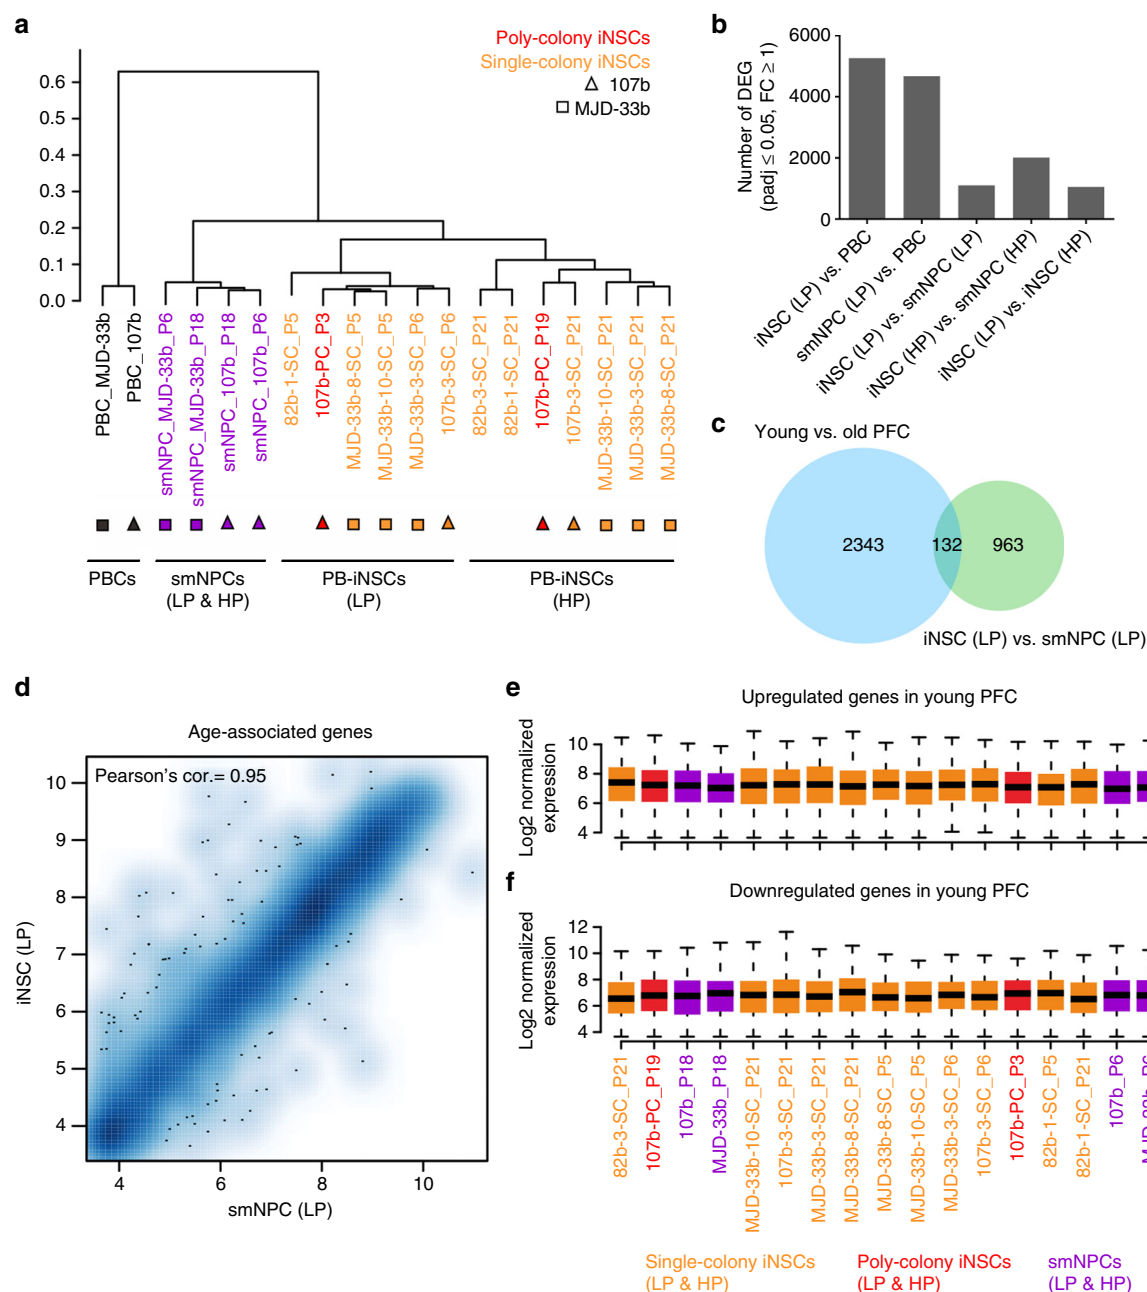 a
Poly-colony iNSCs
Single-colony iNSCs
107b
MJD-33b
0.6
0.5
0.4
0.3
0.2
0.1
0.0
PBC_MJD-33b
PBC_107b
smNPC_MJD-33b_P6
smNPC_MJD-33b_P18
smNPC_107b_P18
smNPC_107b_P6
82b-1-SC_P5
107b-PC_P3
MJD-33b-8-SC_P5
MJD-33b-10-SC_P5
MJD-33b-3-SC_P6
107b-3-SC_P6
82b-3-SC_P21
82b-1-SC_P21
107b-PC_P19
107b-3-SC_P21
MJD-33b-10-SC_P21
MJD-33b-3-SC_P21
MJD-33b-8-SC_P21
PBCs
smNPCs
(LP & HP)
PB-iNSCs
(LP)
PB-iNSCs
(HP)
b
Number of DEG
(padj ≤ 0.05, FC ≥ 1)
6000
4000
2000
0
iNSC (LP) vs. PBC
smNPC (LP) vs. PBC
iNSC (LP) vs. smNPC (LP)
iNSC (HP) vs. smNPC (HP)
iNSC (LP) vs. iNSC (HP)
c
Young vs. old PFC
2343
132
963
iNSC (LP) vs. smNPC (LP)
d
Age-associated genes
Pearson's cor.= 0.95
iNSC (LP)
10
9
8
7
6
5
4
4
6
8
10
smNPC (LP)
e
Upregulated genes in young PFC
Log2 normalized
expression
10
8
6
4
f
Downregulated genes in young PFC
Log2 normalized
expression
12
10
8
6
4
82b-3-SC_P21
107b-PC_P19
107b_P18
MJD-33b_P18
MJD-33b-10-SC_P21
107b-3-SC_P21
MJD-33b-3-SC_P21
MJD-33b-8-SC_P21
MJD-33b-8-SC_P5
MJD-33b-10-SC_P5
MJD-33b-3-SC_P6
107b-3-SC_P6
107b-PC_P3
82b-1-SC_P5
82b-1-SC_P21
107b_P6
Single-colony iNSCs
(LP & HP)
Poly-colony iNSCs
(LP & HP)
smNPCs
(LP & HP)